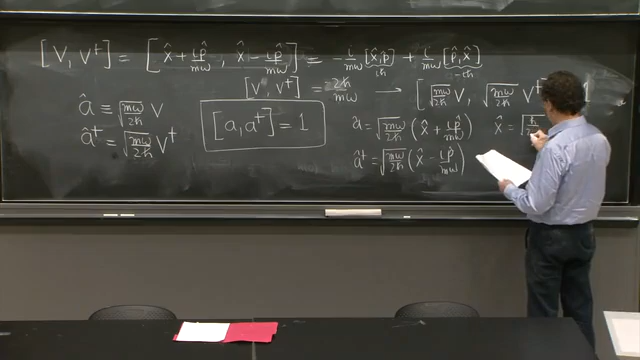 [V, V†] = [x̂ + ip̂/mω, x̂ − ip̂/mω] = −i/mω [x̂, p̂] + i/mω [p̂, x̂]
iħ −iħ
[V, V†] = 2ħ/mω → [√(mω/2ħ) V, √(mω/2ħ) V† 1
â ≡ √(mω/2ħ) V
[a, a†] = 1
â = √(mω/2ħ) (x̂ + ip̂/mω) x̂ = √ħ
â† = √(mω/2ħ) V†
â† = √(mω/2ħ) (x̂ − ip̂/mω)